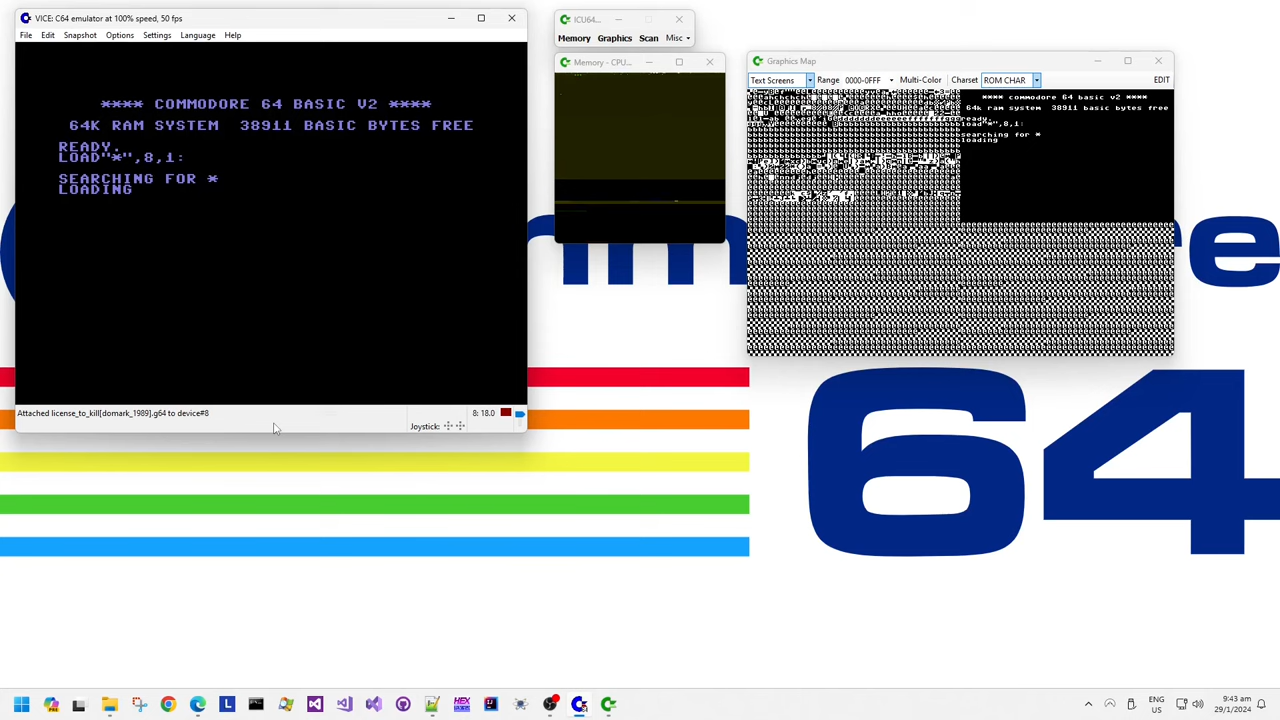 VICE: C64 emulator at 100% speed, 50 fps
File Edit Snapshot Options Settings Language Help
**** COMMODORE 64 BASIC V2 ****
64K RAM SYSTEM 38911 BASIC BYTES FREE
READY.
LOAD"*",8,1:
SEARCHING FOR *
LOADING
Attached license_to_kill[domark_1989].g64 to device#8
8: 18.0
Joystick:
ICU64...
Memory Graphics Scan Misc
Memory - CPU...
Graphics Map
Text Screens Range 0000-0FFF Multi-Color Charset ROM CHAR EDIT
**** commodore 64 basic v2 ****
64k ram system 38911 basic bytes free
ready.
load"*",8,1:
searching for *
loading
re
64
ENG
US
9:43 am
29/1/2024